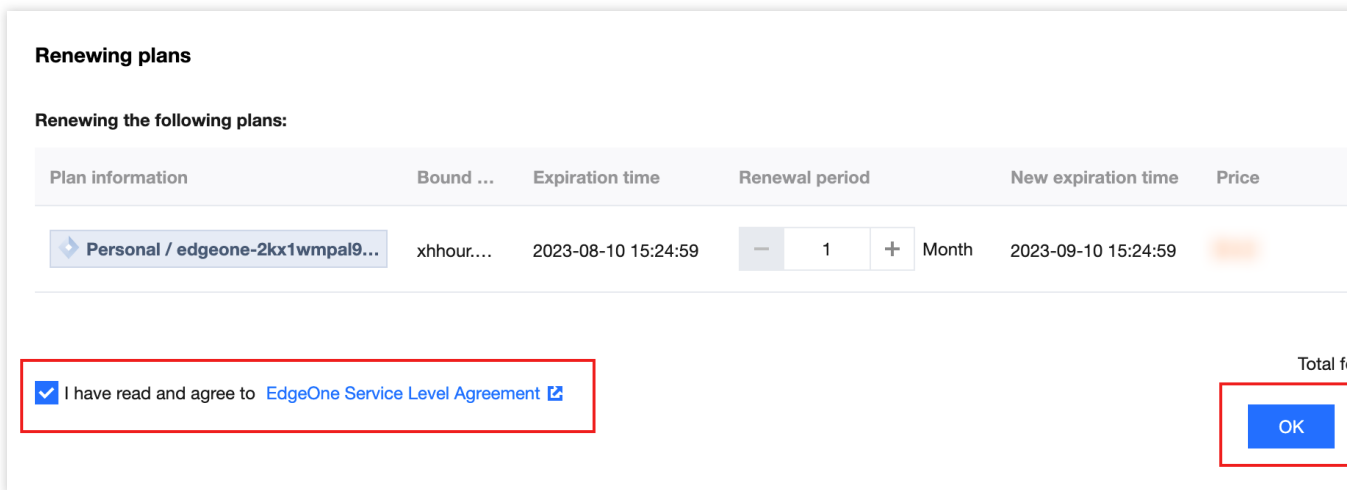 Renewing plans
Renewing the following plans:
Plan information Bound ... Expiration time Renewal period New expiration time Price
Personal / edgeone-2kx1wmpal9... xhhour.... 2023-08-10 15:24:59 − 1 + Month 2023-09-10 15:24:59
Total f
I have read and agree to EdgeOne Service Level Agreement
OK